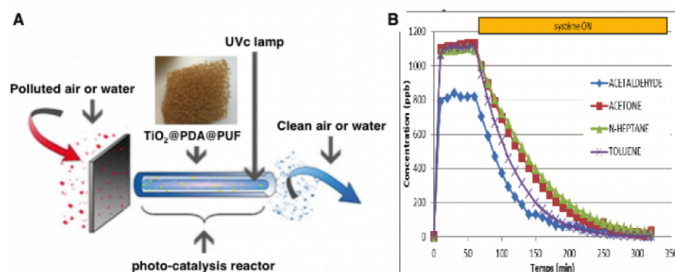 A
UVc lamp
Polluted air or water
TiO₂@PDA@PUF
Clean air or water
photo-catalysis reactor
B
système ON
1200
1000
800
600
400
200
0
Concentration (ppb)
ACETALDEHYDE
ACETONE
N-HEPTANE
TOLUENE
0 50 100 150 200 250 300 350
Temps (min)